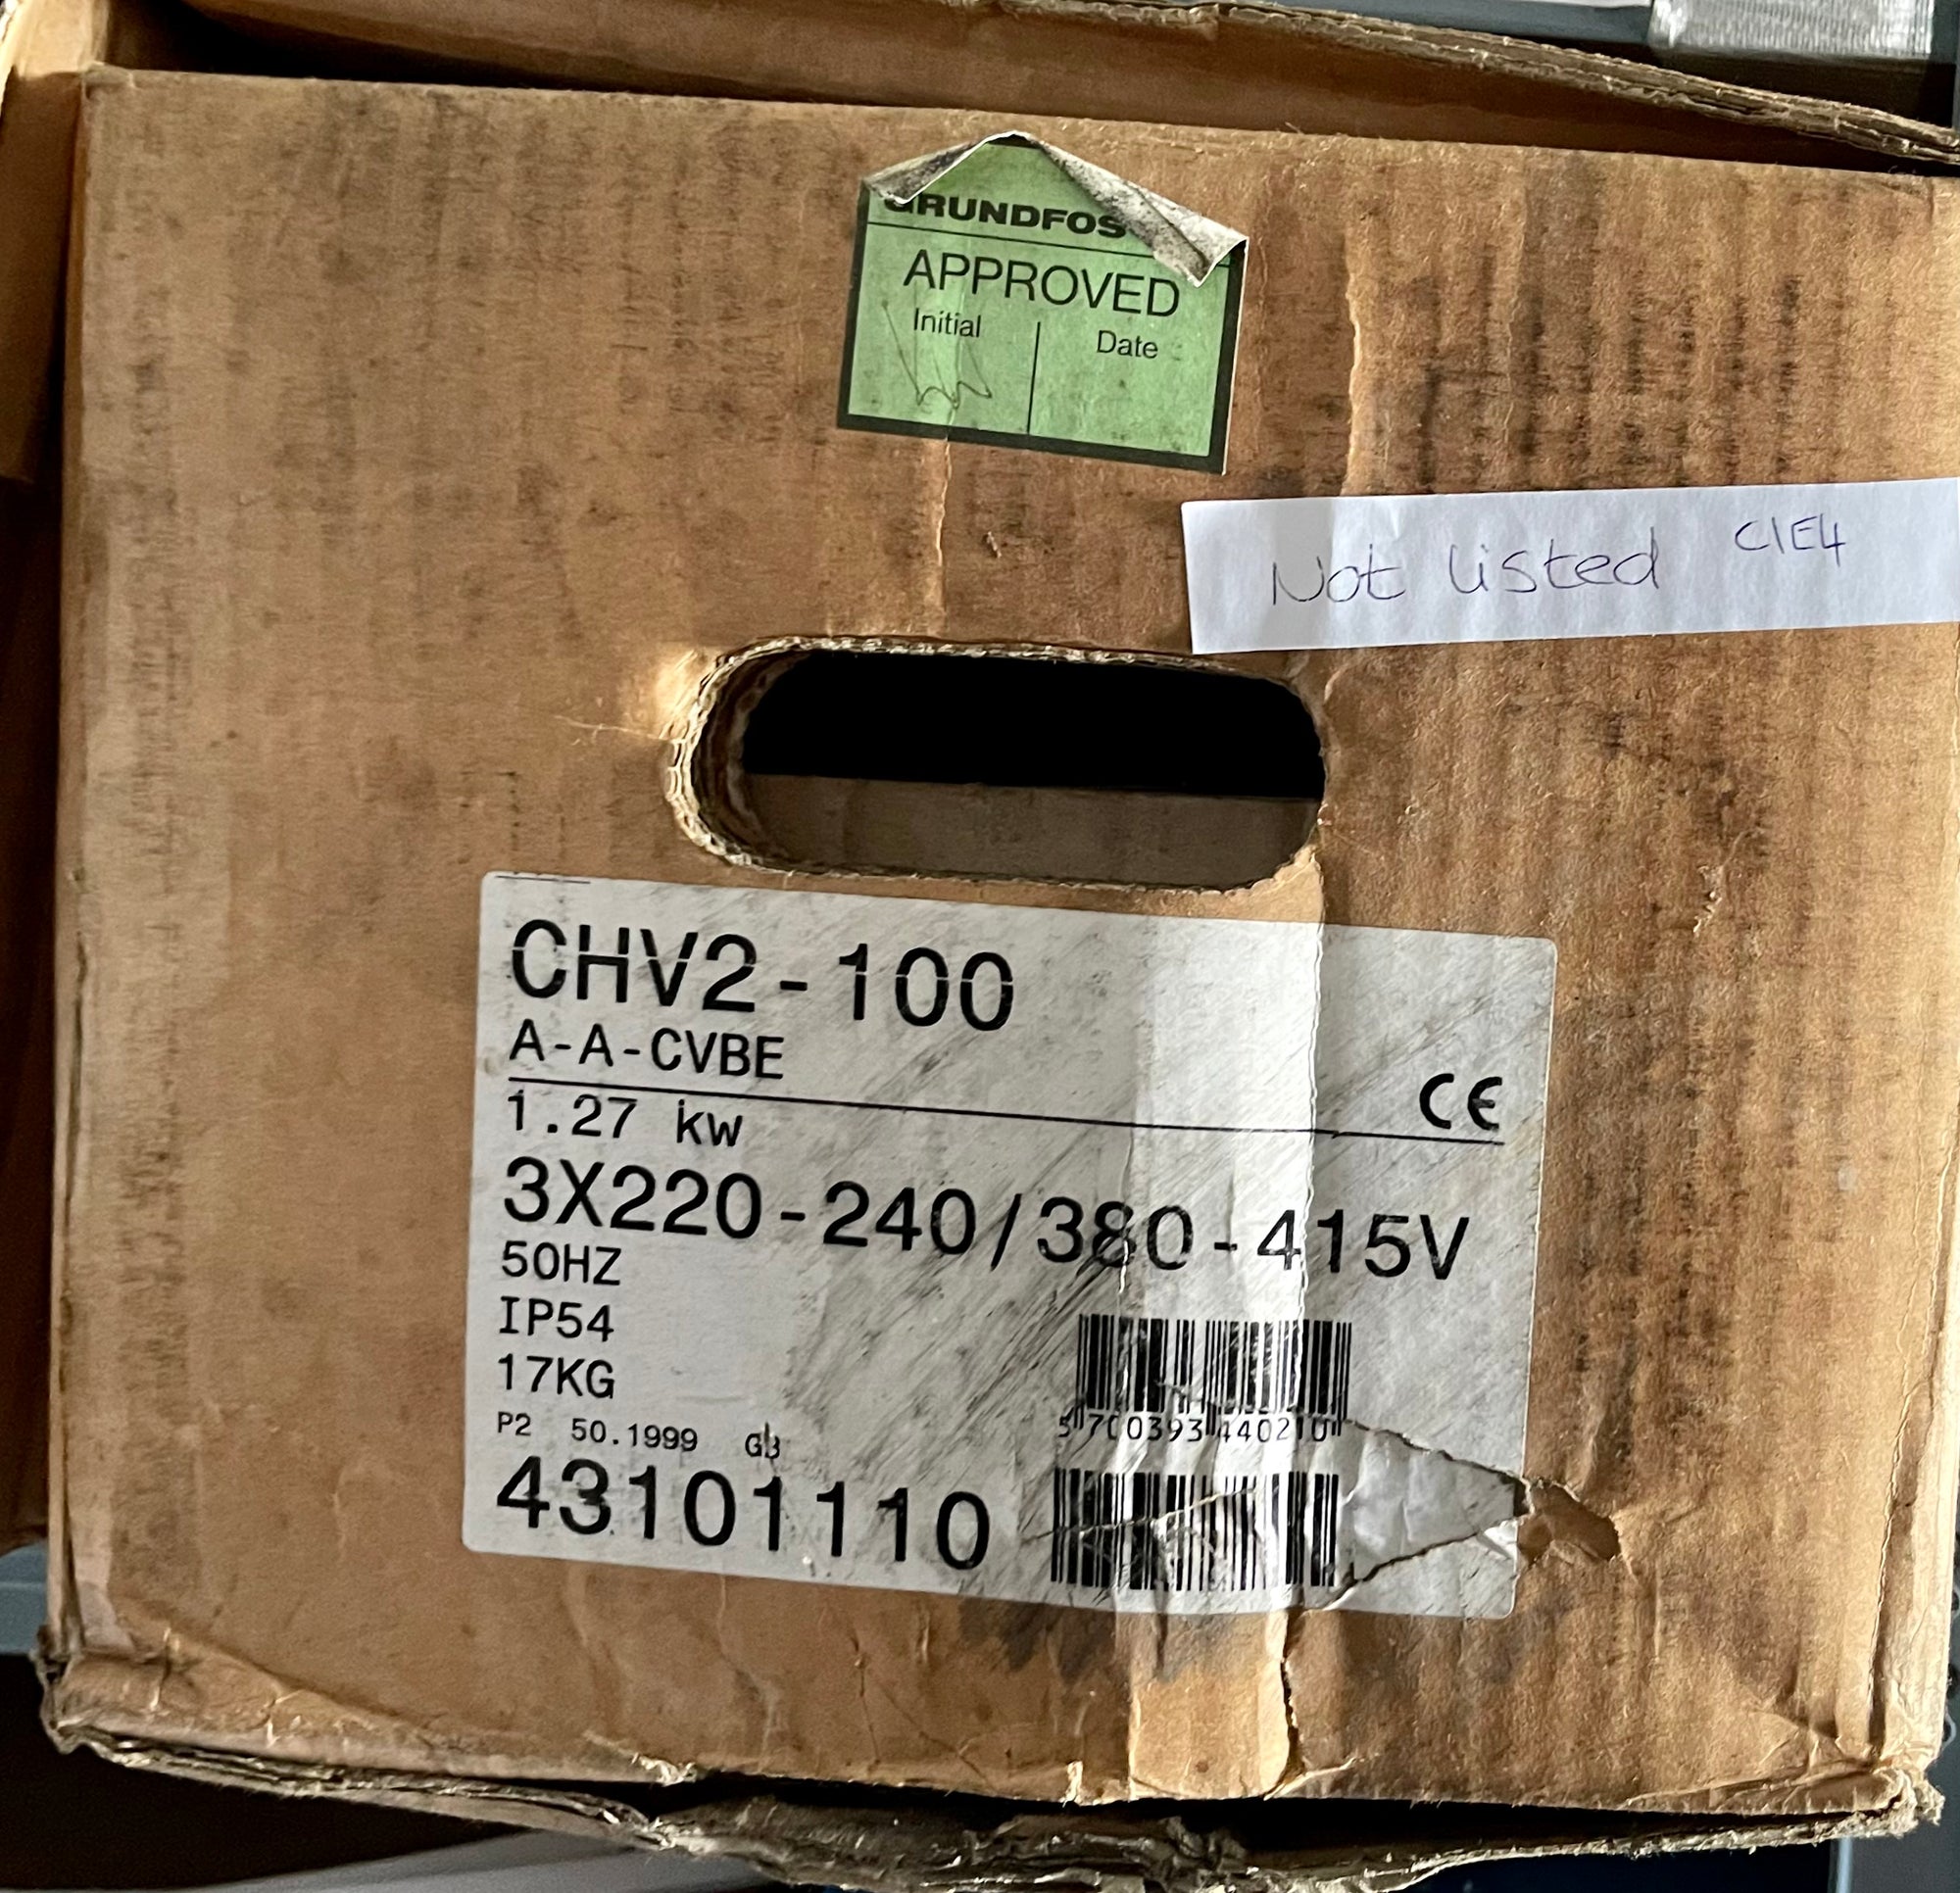 GRUNDFOS
APPROVED
Initial Date
Not listed C1E4
CHV2-100
A-A-CVBE
CE
1.27 kW
3X220-240/380-415V
50HZ
IP54
17KG
P2 50.1999 GB
5700393440210
43101110